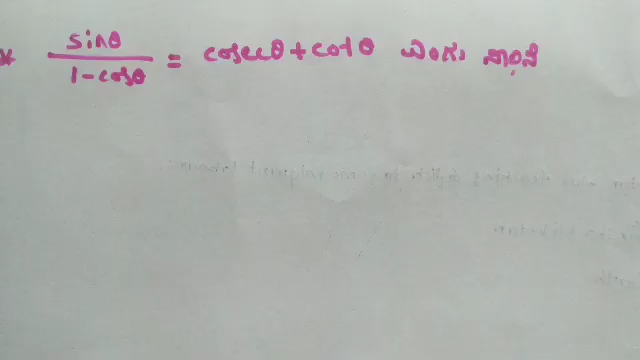 * sinθ / 1-cosθ = cosecθ + cotθ ಎಂದು ಸಾಧಿಸಿ